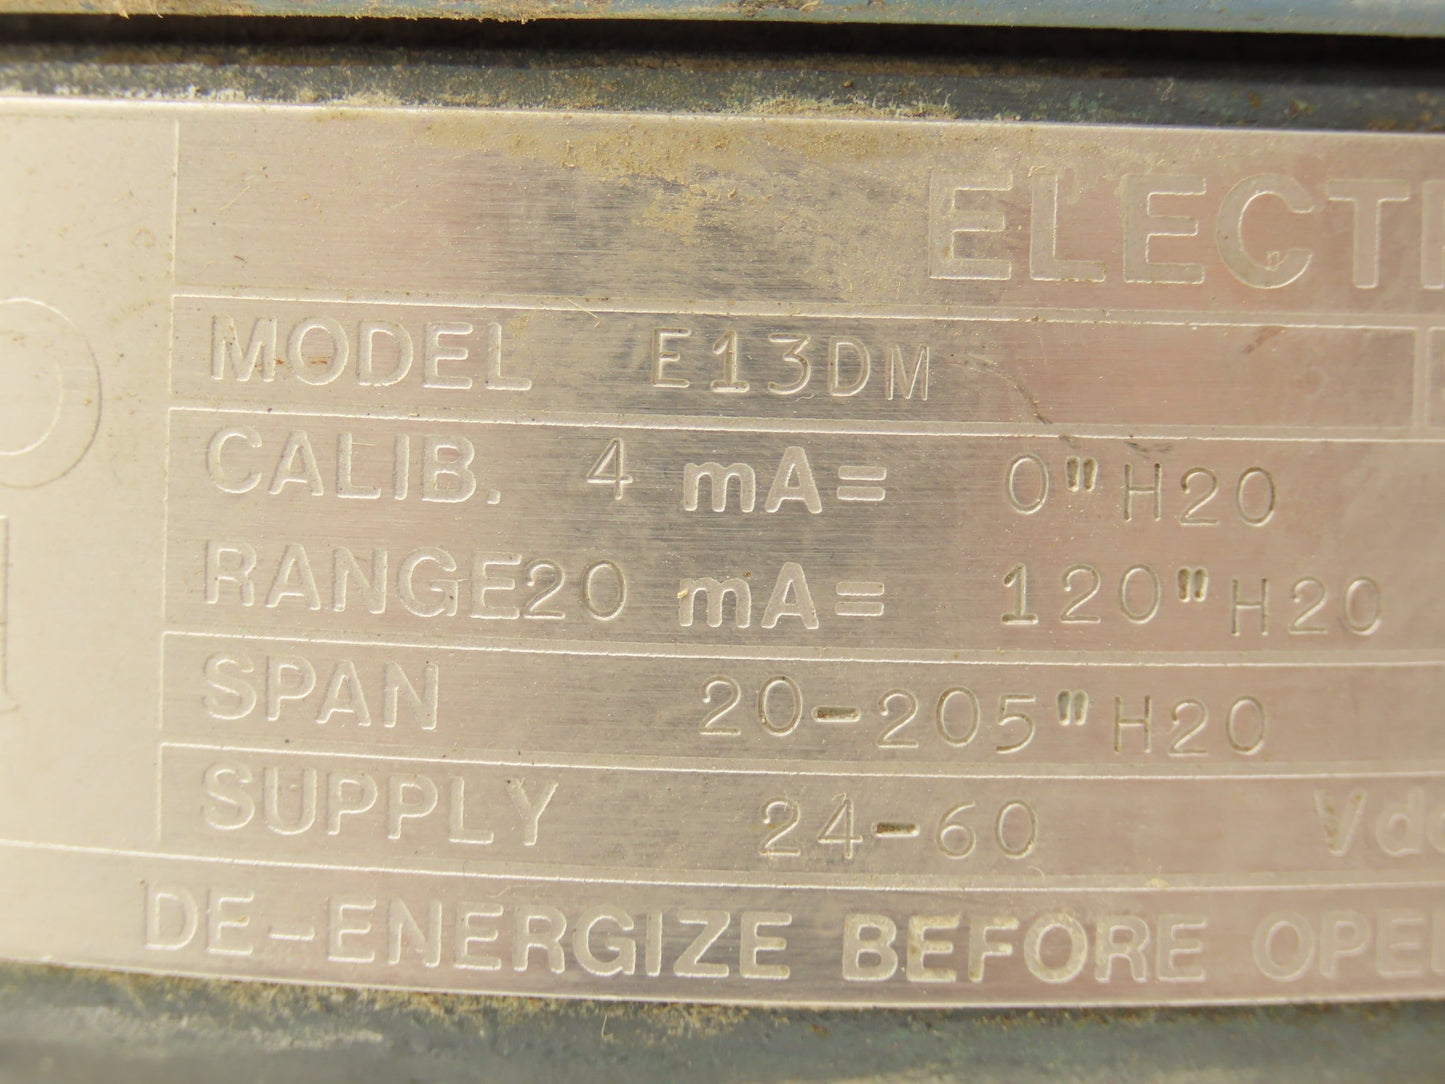 ELECT
MODEL E13DM
CALIB. 4 mA= 0"H20
RANGE20 mA= 120"H20
SPAN 20-205"H20
SUPPLY 24-60 Vd
DE-ENERGIZE BEFORE OPE